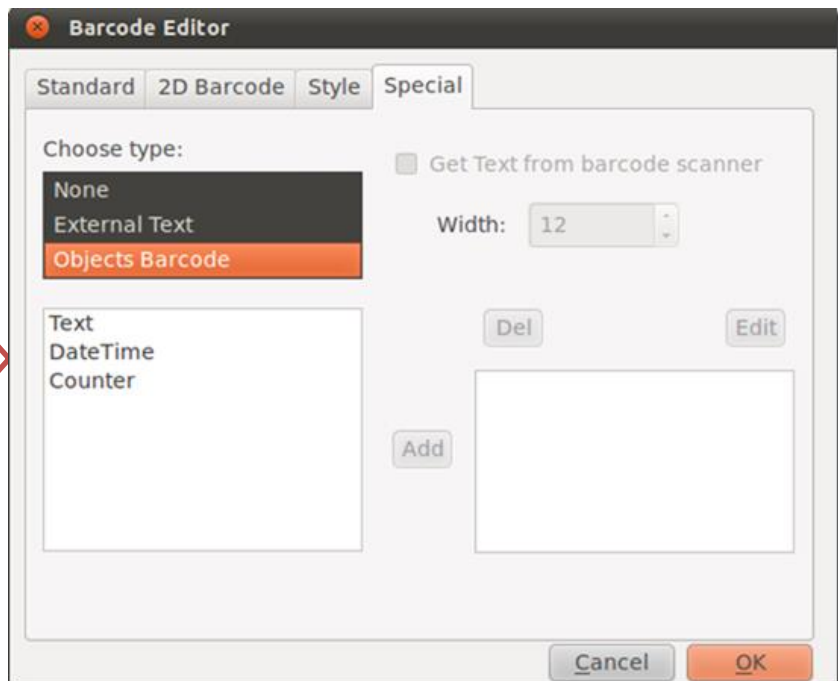 Barcode Editor
Standard 2D Barcode Style Special
Choose type:
None
External Text
Objects Barcode
Get Text from barcode scanner
Width: 12
Text
DateTime
Counter
Del Edit
Add
Cancel OK